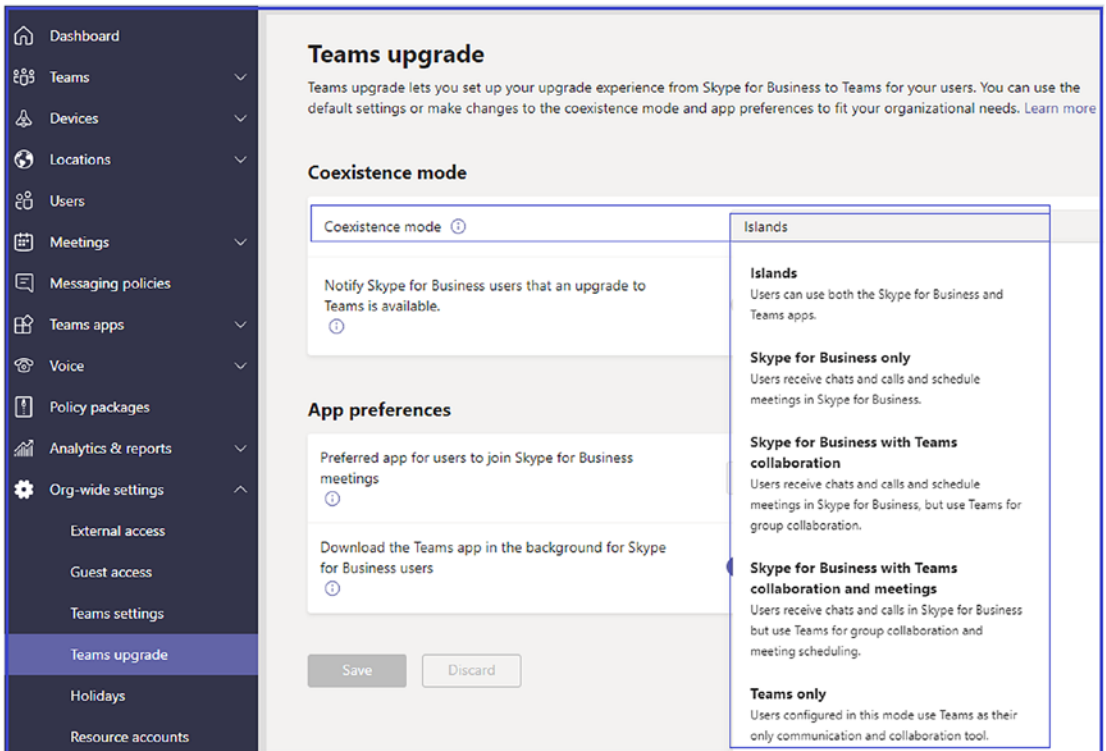 Dashboard
Teams
Devices
Locations
Users
Meetings
Messaging policies
Teams apps
Voice
Policy packages
Analytics & reports
Org-wide settings
External access
Guest access
Teams settings
Teams upgrade
Holidays
Resource accounts
Teams upgrade
Teams upgrade lets you set up your upgrade experience from Skype for Business to Teams for your users. You can use the
default settings or make changes to the coexistence mode and app preferences to fit your organizational needs. Learn more
Coexistence mode
Coexistence mode
Notify Skype for Business users that an upgrade to
Teams is available.
App preferences
Preferred app for users to join Skype for Business
meetings
Download the Teams app in the background for Skype
for Business users
Save
Discard
Islands
Islands
Users can use both the Skype for Business and
Teams apps.
Skype for Business only
Users receive chats and calls and schedule
meetings in Skype for Business.
Skype for Business with Teams
collaboration
Users receive chats and calls and schedule
meetings in Skype for Business, but use Teams for
group collaboration.
Skype for Business with Teams
collaboration and meetings
Users receive chats and calls in Skype for Business
but use Teams for group collaboration and
meeting scheduling.
Teams only
Users configured in this mode use Teams as their
only communication and collaboration tool.